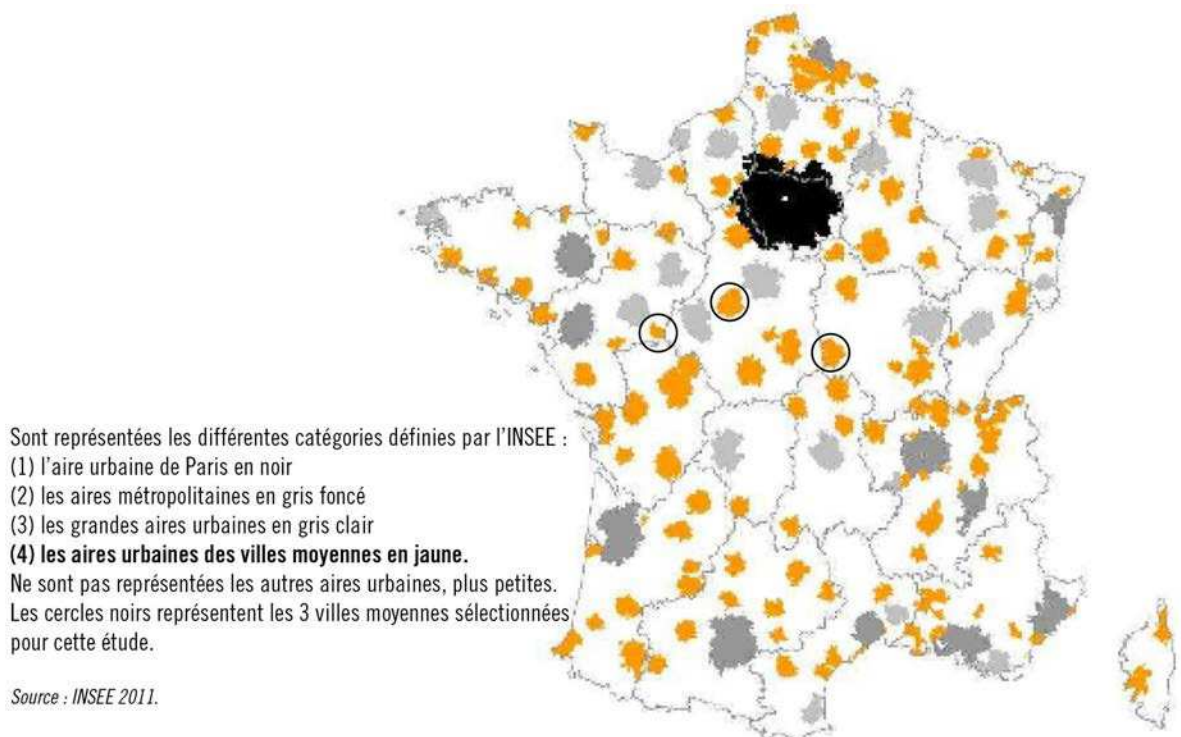 Sont représentées les différentes catégories définies par l'INSEE :
(1) l'aire urbaine de Paris en noir
(2) les aires métropolitaines en gris foncé
(3) les grandes aires urbaines en gris clair
(4) les aires urbaines des villes moyennes en jaune.
Ne sont pas représentées les autres aires urbaines, plus petites.
Les cercles noirs représentent les 3 villes moyennes sélectionnées
pour cette étude.
Source : INSEE 2011.